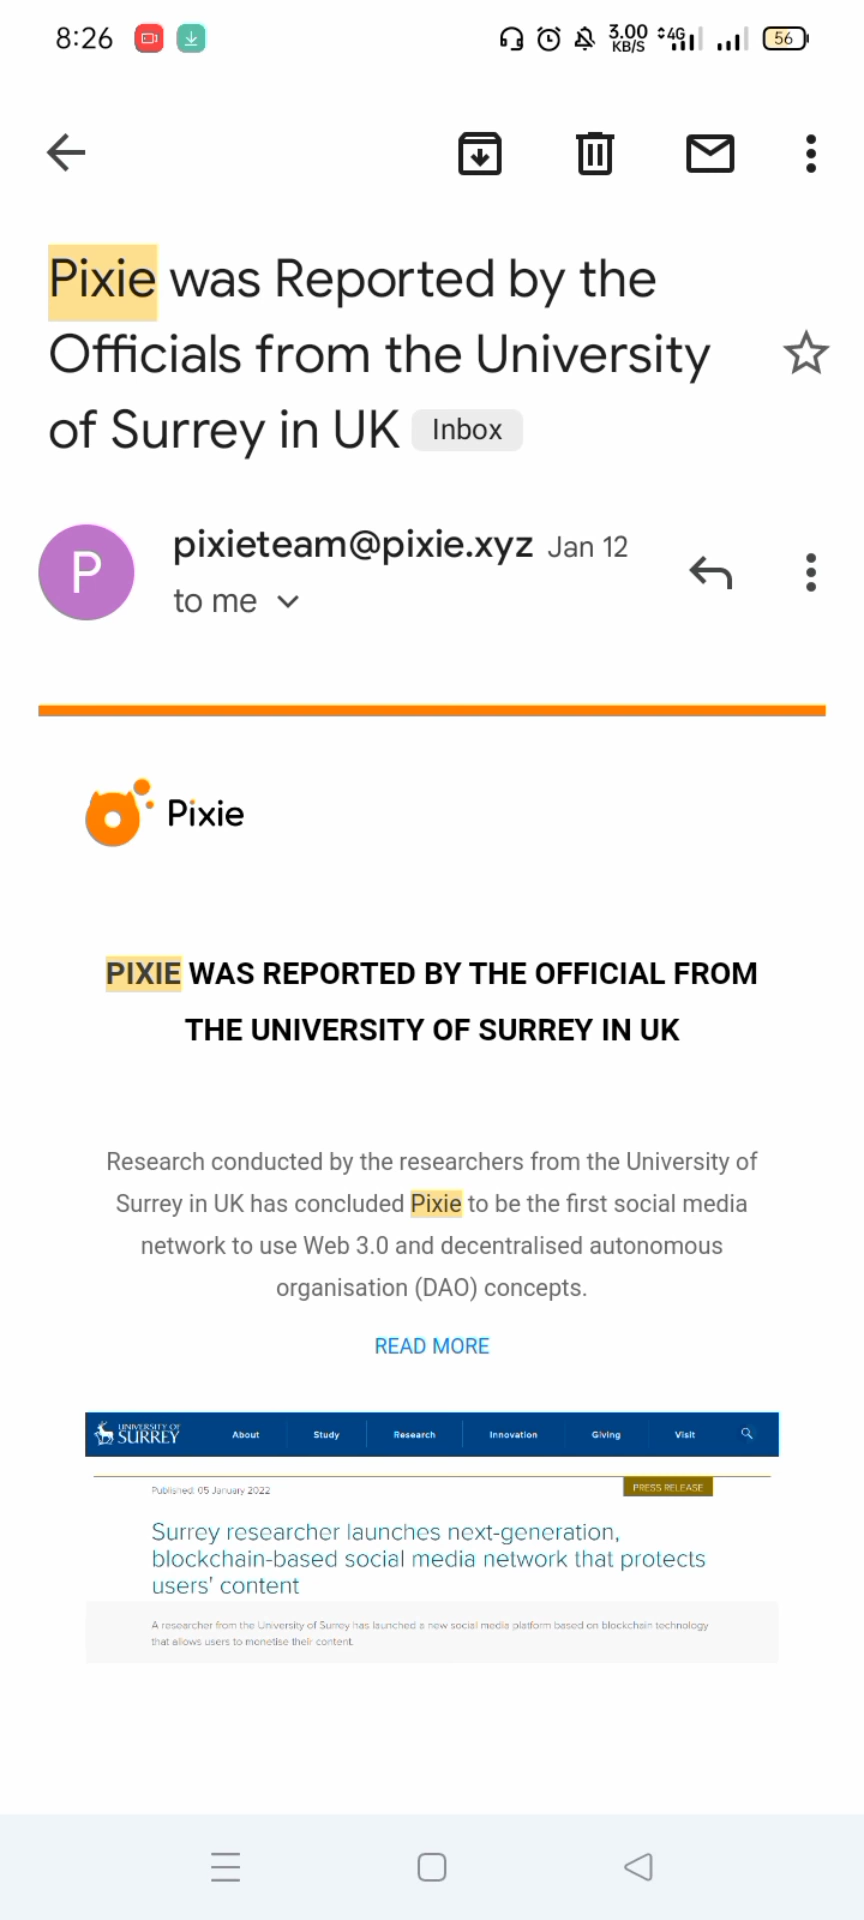 8:26
3.00
KB/S
4G
56
Pixie was Reported by the
Officials from the University
of Surrey in UK Inbox
P
pixieteam@pixie.xyz Jan 12
to me
Pixie
PIXIE WAS REPORTED BY THE OFFICIAL FROM
THE UNIVERSITY OF SURREY IN UK
Research conducted by the researchers from the University of
Surrey in UK has concluded Pixie to be the first social media
network to use Web 3.0 and decentralised autonomous
organisation (DAO) concepts.
READ MORE
UNIVERSITY OF
SURREY
About Study Research Innovation Giving Visit
Published: 05 January 2022
PRESS RELEASE
Surrey researcher launches next-generation,
blockchain-based social media network that protects
users' content
A researcher from the University of Surrey has launched a new social media platform based on blockchain technology
that allows users to monetise their content.